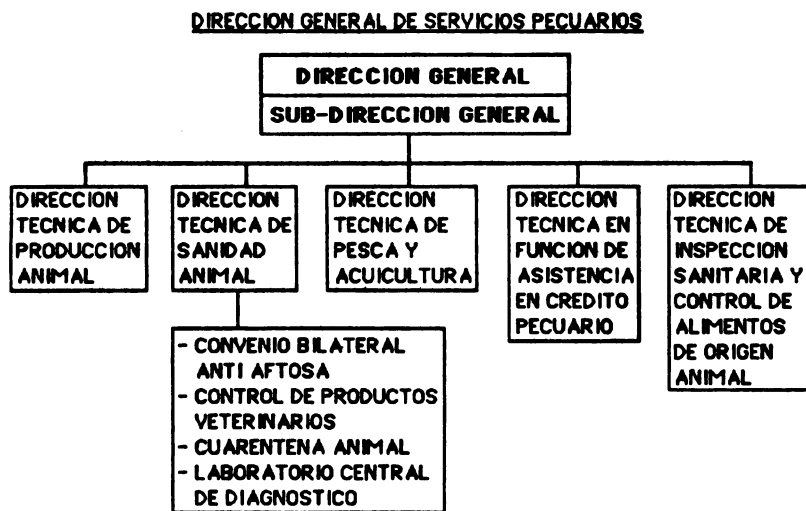 DIRECCION GENERAL DE SERVICIOS PECUARIOS
DIRECCION GENERAL
SUB-DIRECCION GENERAL
DIRECCION
TECNICA DE
PRODUCCION
ANIMAL
DIRECCION
TECNICA DE
SANIDAD
ANIMAL
DIRECCION
TECNICA DE
PESCA Y
ACUICULTURA
DIRECCION
TECNICA EN
FUNCION DE
ASISTENCIA
EN CREDITO
PECUARIO
DIRECCION
TECNICA DE
INSPECCION
SANITARIA Y
CONTROL DE
ALIMENTOS
DE ORIGEN
ANIMAL
- CONVENIO BILATERAL
ANTI AFTOSA
- CONTROL DE PRODUCTOS
VETERINARIOS
- CUARENTENA ANIMAL
- LABORATORIO CENTRAL
DE DIAGNOSTICO